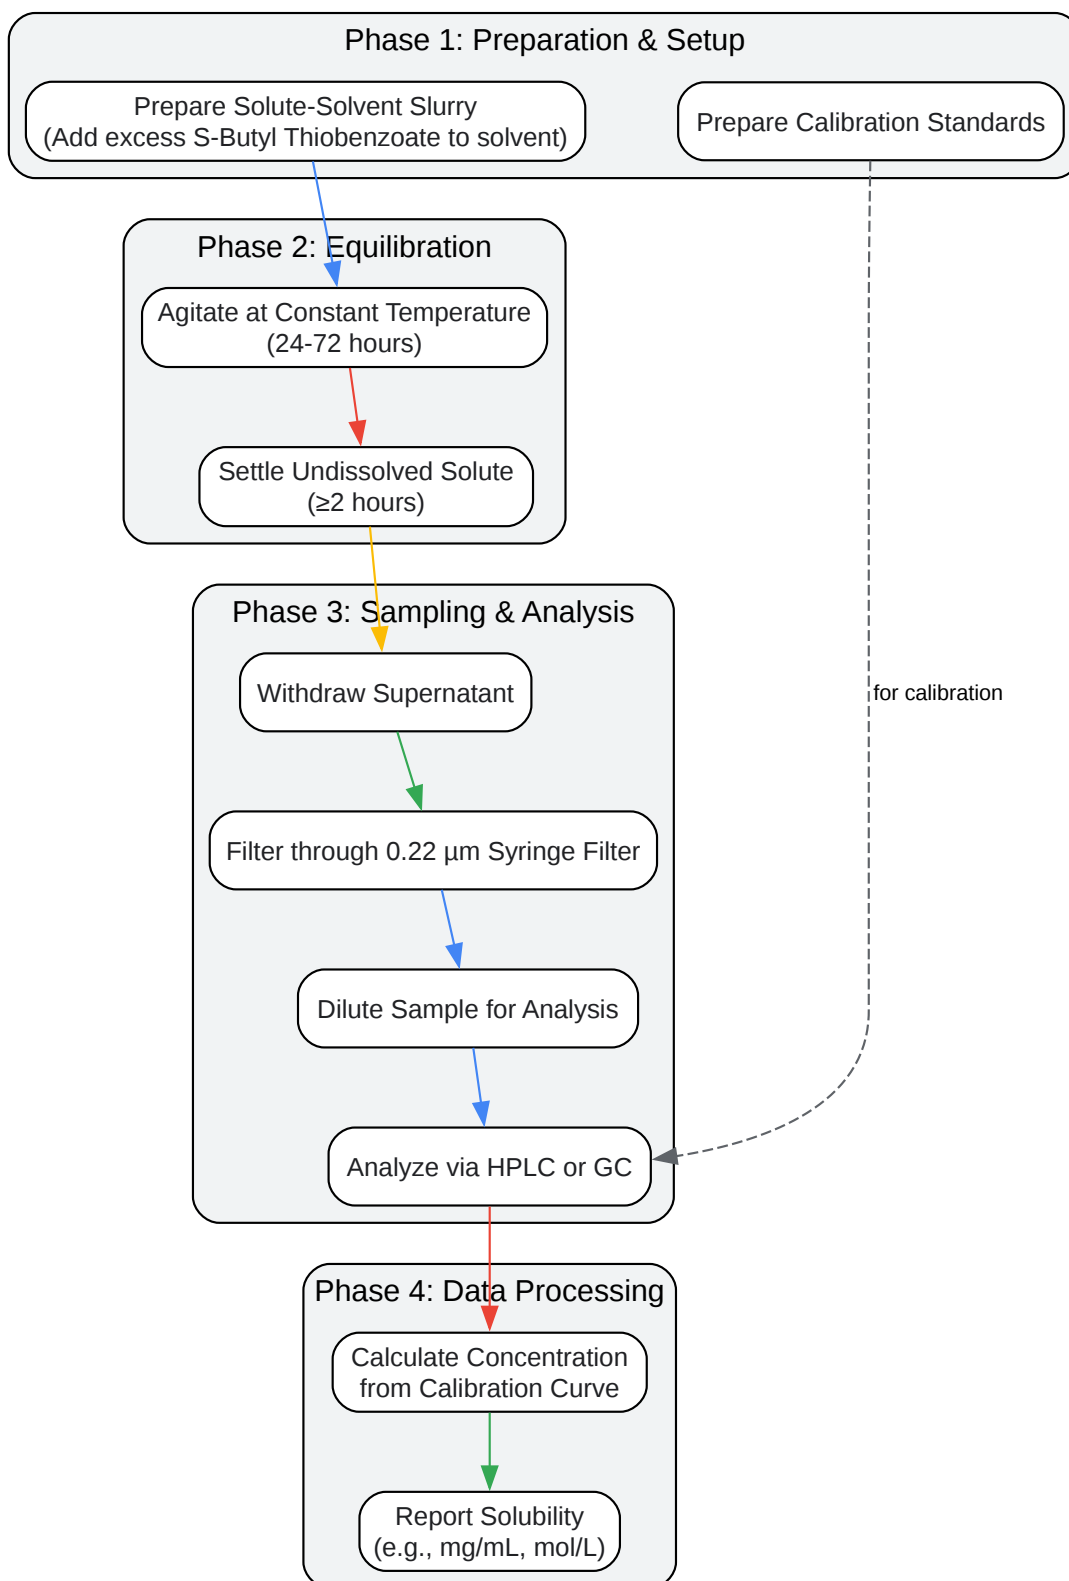 Phase 1: Preparation & Setup
Prepare Solute-Solvent Slurry
(Add excess S-Butyl Thiobenzoate to solvent)
Prepare Calibration Standards
Phase 2: Equilibration
Agitate at Constant Temperature
(24-72 hours)
Settle Undissolved Solute
(≥2 hours)
Phase 3: Sampling & Analysis
Withdraw Supernatant
for calibration
Filter through 0.22 µm Syringe Filter
Dilute Sample for Analysis
Analyze via HPLC or GC
Phase 4: Data Processing
Calculate Concentration
from Calibration Curve
Report Solubility
(e.g., mg/mL, mol/L)